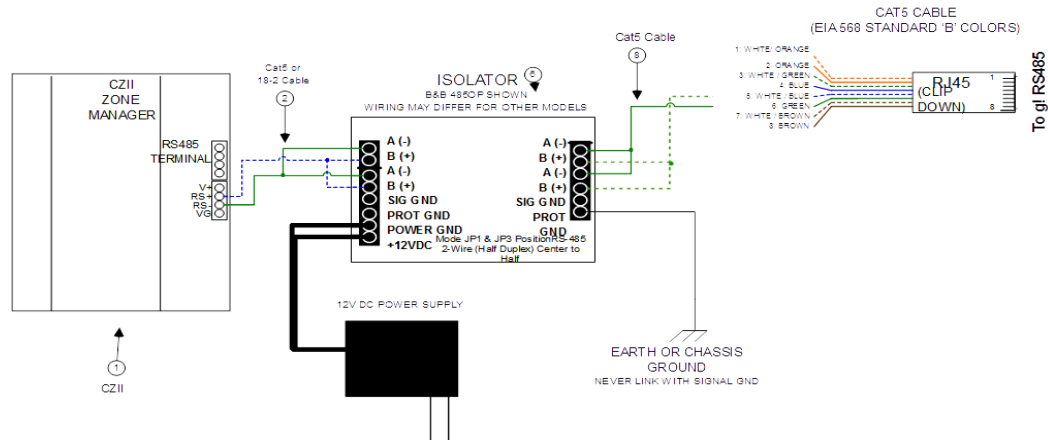 CAT5 CABLE
(EIA 568 STANDARD 'B' COLORS)
1: WHITE/ ORANGE
2: ORANGE
3: WHITE / GREEN
4: BLUE
5: WHITE / BLUE
6: GREEN
7: WHITE / BROWN
8: BROWN
RJ45
(CLIP
DOWN)
1
8
To g! RS485
Cat5 Cable
8
Cat5 or
18-2 Cable
2
ISOLATOR
6
B&B 485OP SHOWN
WIRING MAY DIFFER FOR OTHER MODELS
CZII
ZONE
MANAGER
RS485
TERMINAL
V+
RS+
RS-
VG
A (-)
B (+)
A (-)
B (+)
SIG GND
PROT GND
POWER GND
+12VDC
A (-)
B (+)
A (-)
B (+)
SIG GND
PROT
GND
Mode JP1 & JP3 PositionRS-485
2-Wire (Half Duplex) Center to
Half
12V DC POWER SUPPLY
EARTH OR CHASSIS
GROUND
NEVER LINK WITH SIGNAL GND
1
CZII